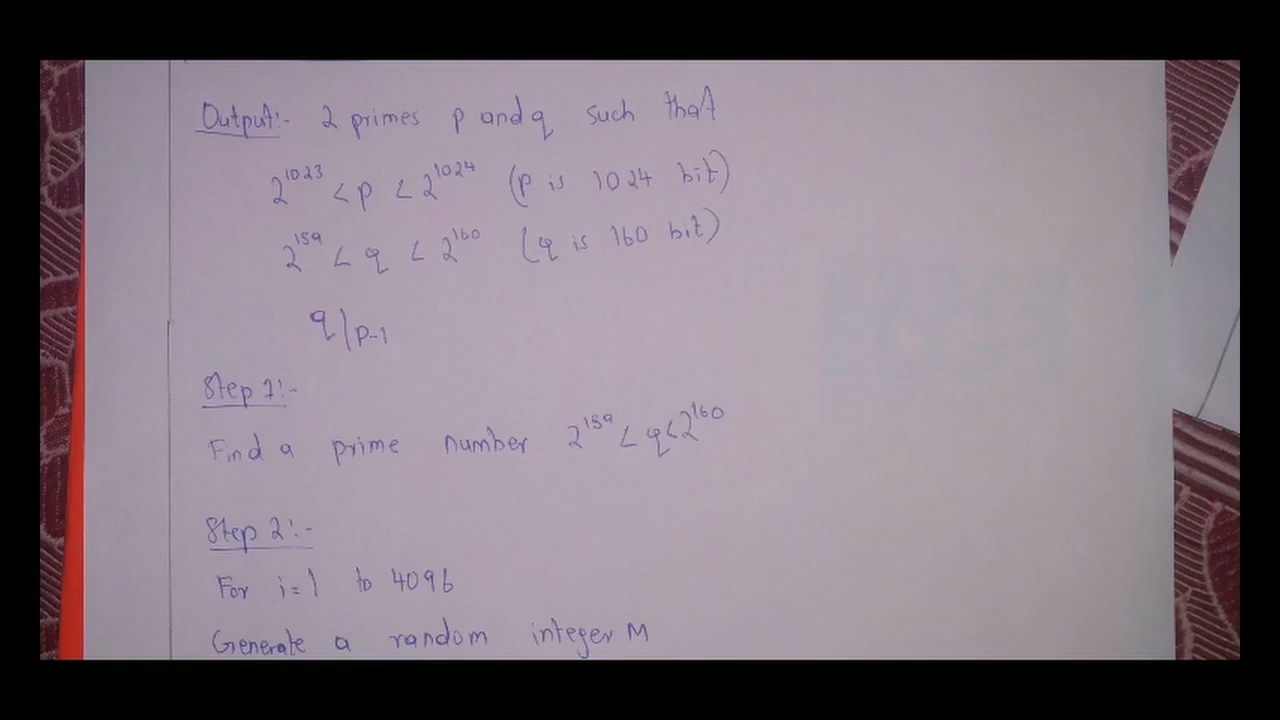 Output:- 2 primes p and q such that
2^1023 < p < 2^1024 (p is 1024 bit)
2^159 < q < 2^160 (q is 160 bit)
q | p-1
Step 1:-
Find a prime number 2^159 < q < 2^160
Step 2:-
For i=1 to 4096
Generate a random integer M